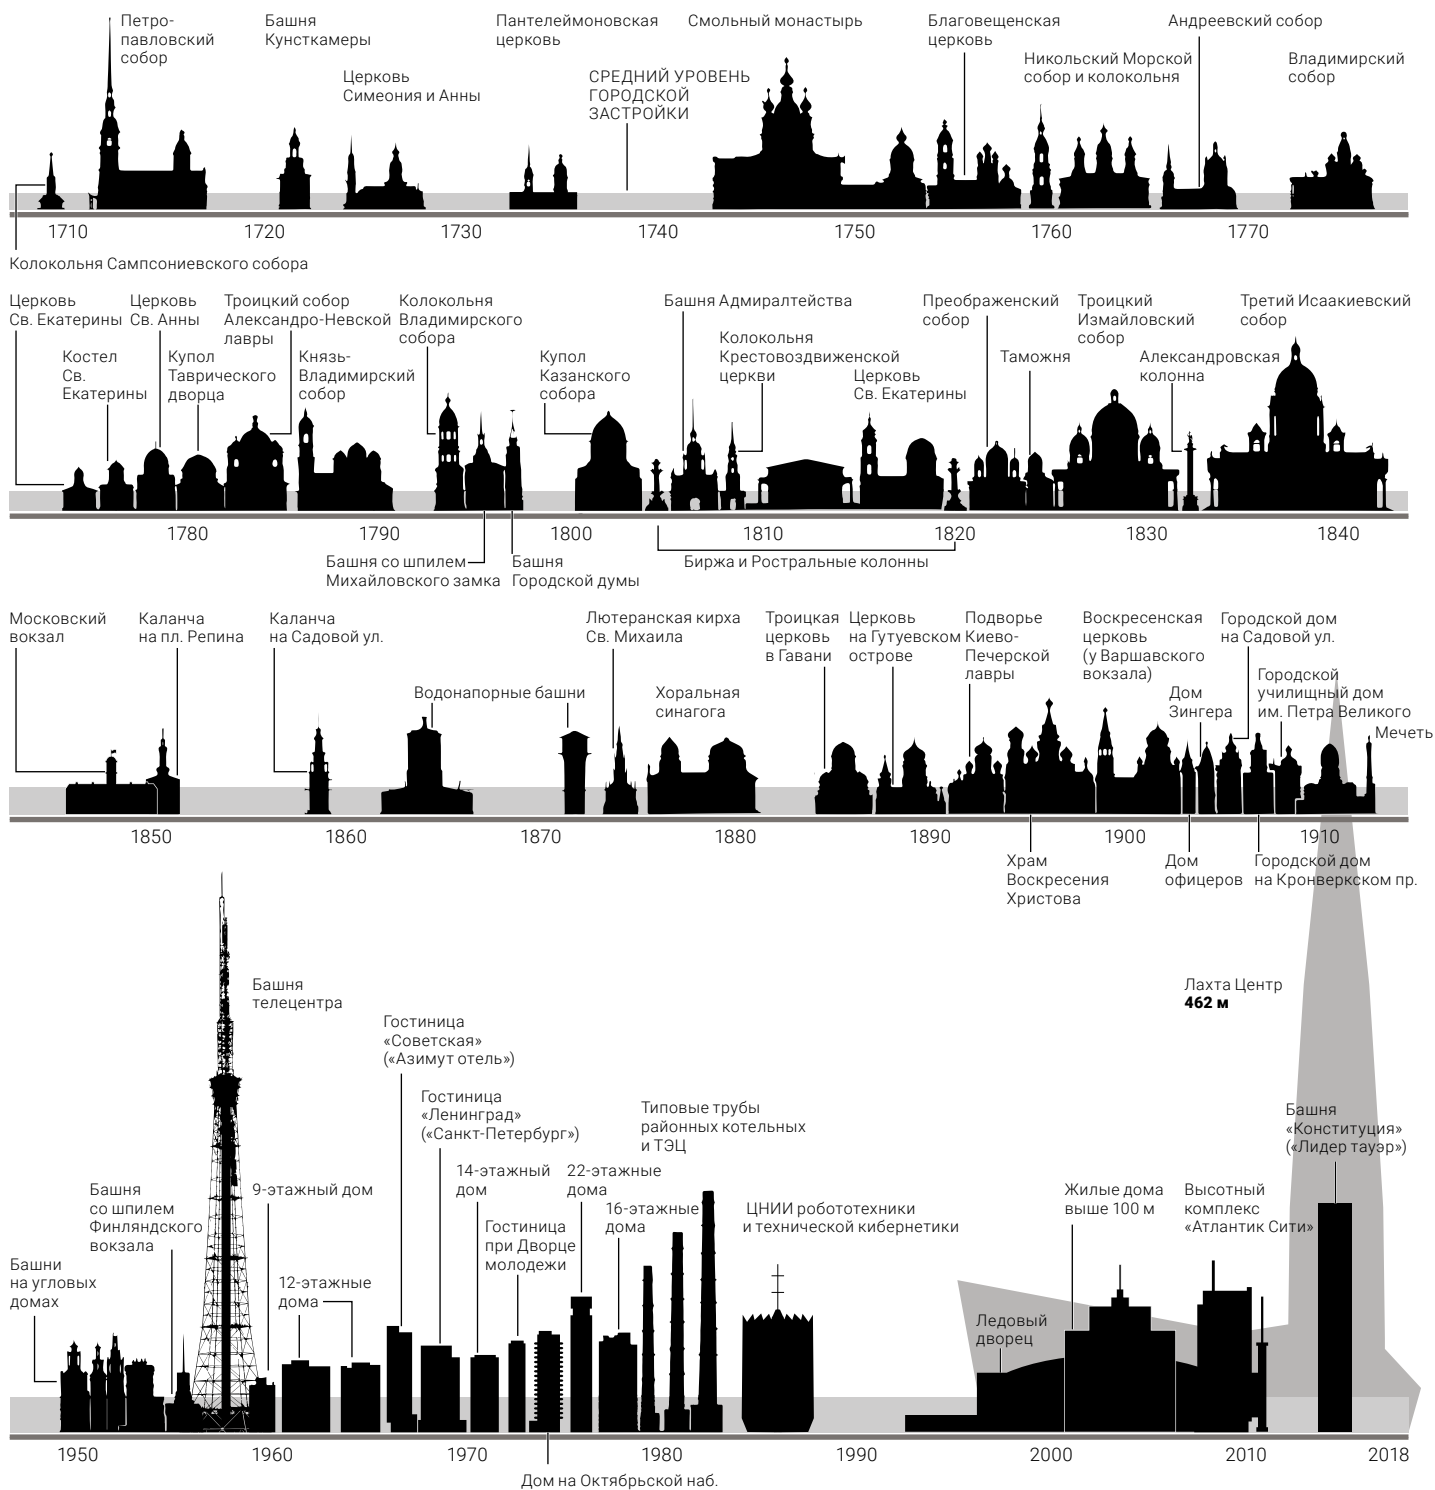 Петро-
павловский
собор
Башня
Кунсткамеры
Церковь
Симеония и Анны
Пантелеймоновская
церковь
СРЕДНИЙ УРОВЕНЬ
ГОРОДСКОЙ
ЗАСТРОЙКИ
Смольный монастырь
Благовещенская
церковь
Никольский Морской
собор и колокольня
Андреевский собор
Владимирский
собор
1710
1720
1730
1740
1750
1760
1770
Колокольня Сампсониевского собора
Церковь
Св. Екатерины
Костел
Св.
Екатерины
Церковь
Св. Анны
Купол
Таврического
дворца
Троицкий собор
Александро-Невской
лавры
Князь-
Владимирский
собор
Колокольня
Владимирского
собора
Купол
Казанского
собора
Башня Адмиралтейства
Колокольня
Крестовоздвиженской
церкви
Церковь
Св. Екатерины
Преображенский
собор
Таможня
Троицкий
Измайловский
собор
Александровская
колонна
Третий Исаакиевский
собор
1780
1790
1800
1810
1820
1830
1840
Башня со шпилем
Михайловского замка
Башня
Городской думы
Биржа и Ростральные колонны
Московский
вокзал
Каланча
на пл. Репина
Каланча
на Садовой ул.
Водонапорные башни
Лютеранская кирха
Св. Михаила
Хоральная
синагога
Троицкая
церковь
в Гавани
Церковь
на Гутуевском
острове
Подворье
Киево-
Печерской
лавры
Воскресенская
церковь
(у Варшавского
вокзала)
Дом
Зингера
Городской дом
на Садовой ул.
Городской
училищный дом
им. Петра Великого
Мечеть
1850
1860
1870
1880
1890
1900
1910
Храм
Воскресения
Христова
Дом
офицеров
Городской дом
на Кронверкском пр.
Башни
на угловых
домах
Башня
со шпилем
Финляндского
вокзала
Башня
телецентра
9-этажный дом
12-этажные
дома
Гостиница
«Советская»
(«Азимут отель»)
Гостиница
«Ленинград»
(«Санкт-Петербург»)
14-этажный
дом
Гостиница
при Дворце
молодежи
22-этажные
дома
16-этажные
дома
Типовые трубы
районных котельных
и ТЭЦ
ЦНИИ робототехники
и технической кибернетики
Ледовый
дворец
Жилые дома
выше 100 м
Высотный
комплекс
«Атлантик Сити»
Лахта Центр
462 м
Башня
«Конституция»
(«Лидер тауэр»)
1950
1960
1970
1980
1990
2000
2010
2018
Дом на Октябрьской наб.